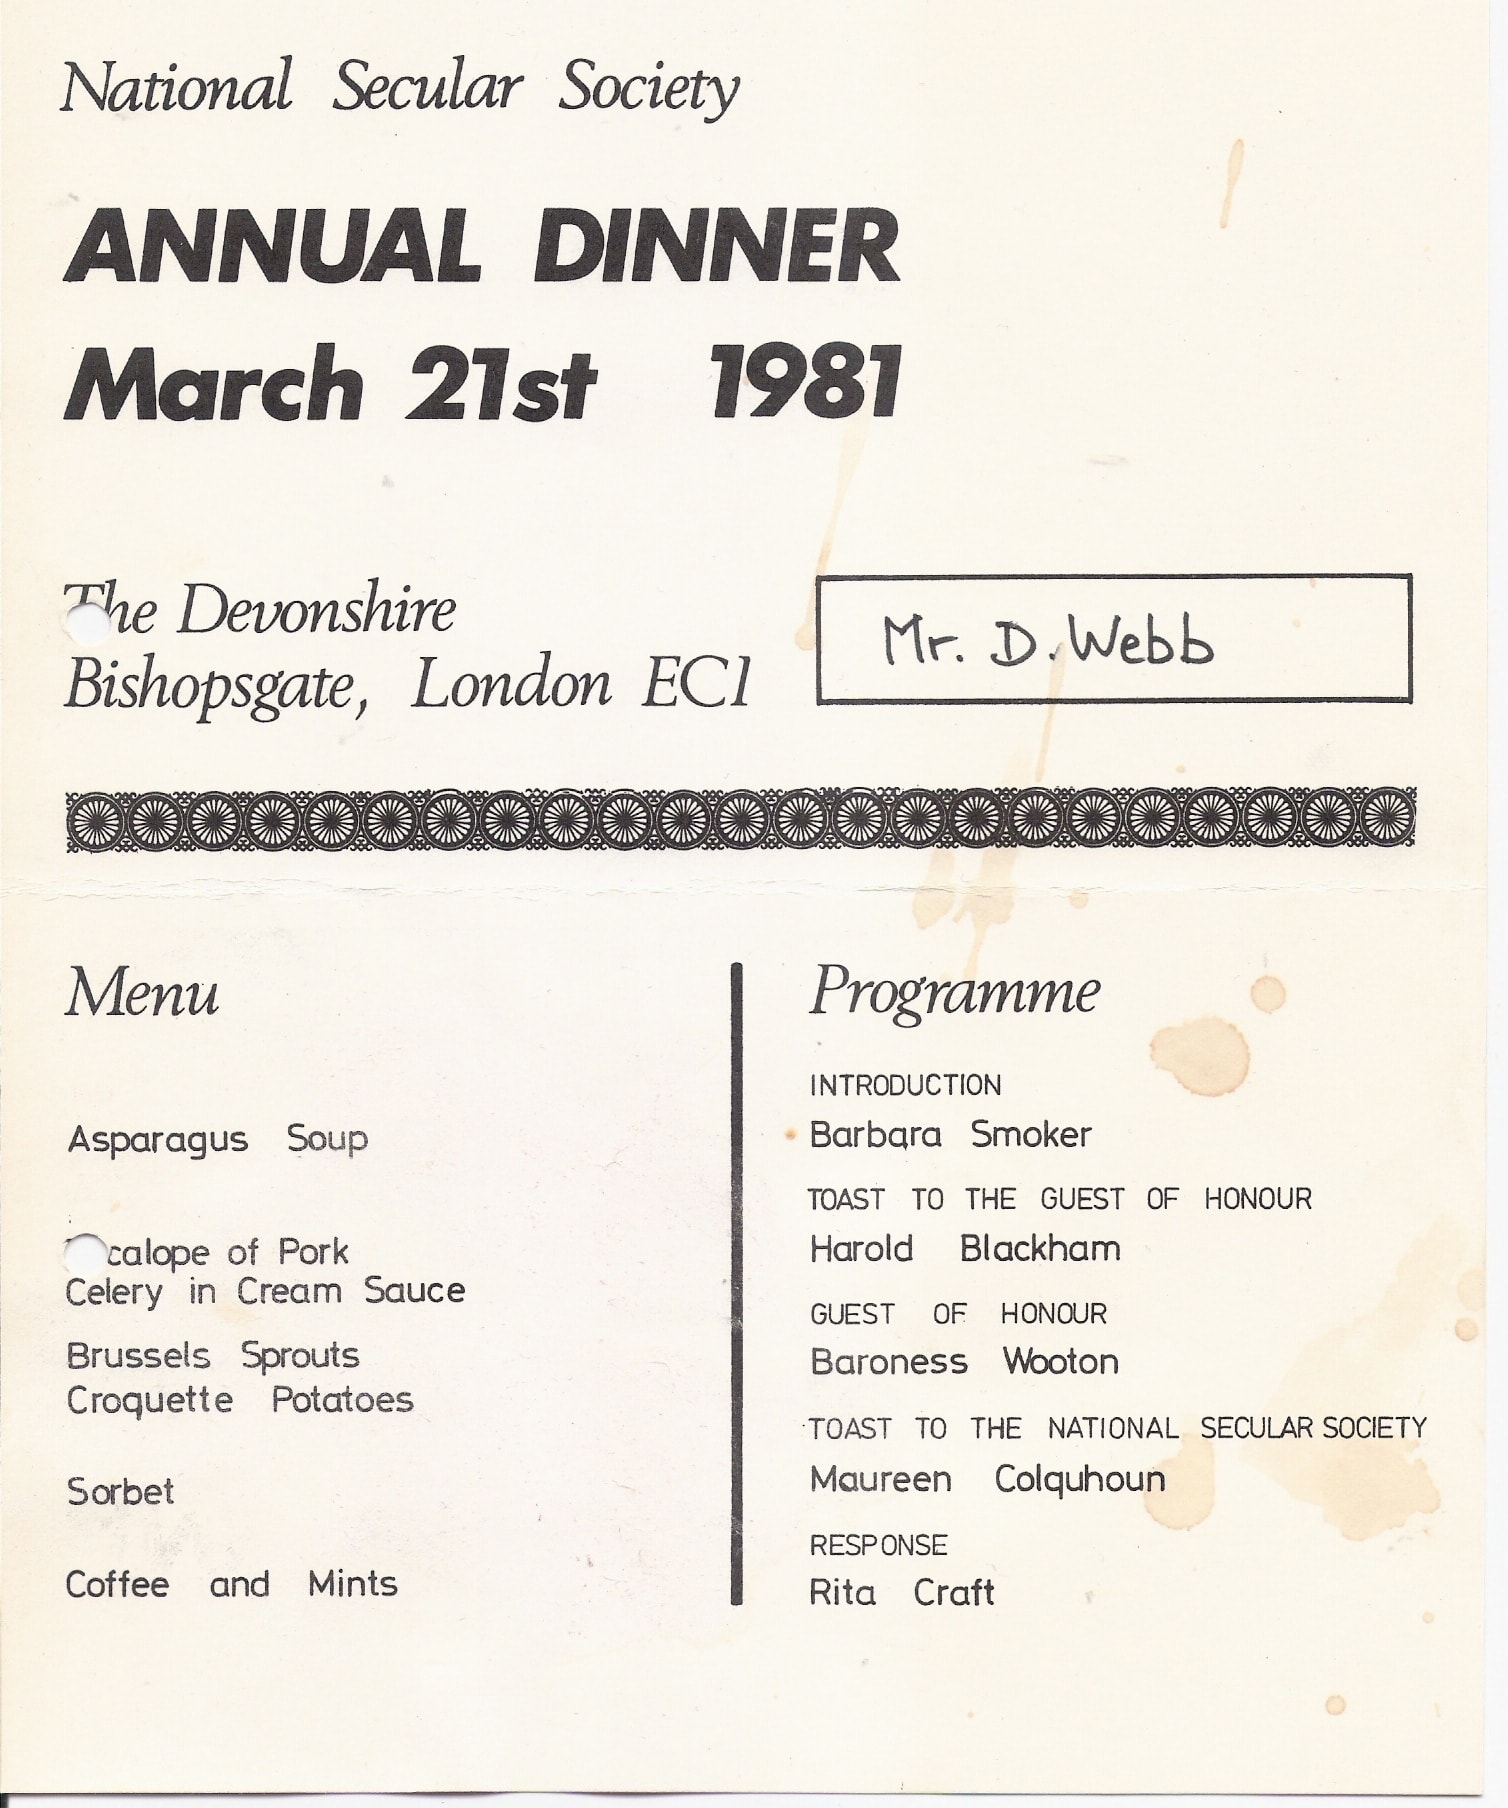 National Secular Society
ANNUAL DINNER
March 21st 1981
The Devonshire
Bishopsgate, London EC1
Mr. D. Webb
Menu
Asparagus Soup
calope of Pork
Celery in Cream Sauce
Brussels Sprouts
Croquette Potatoes
Sorbet
Coffee and Mints
Programme
INTRODUCTION
Barbara Smoker
TOAST TO THE GUEST OF HONOUR
Harold Blackham
GUEST OF HONOUR
Baroness Wooton
TOAST TO THE NATIONAL SECULAR SOCIETY
Maureen Colquhoun
RESPONSE
Rita Craft